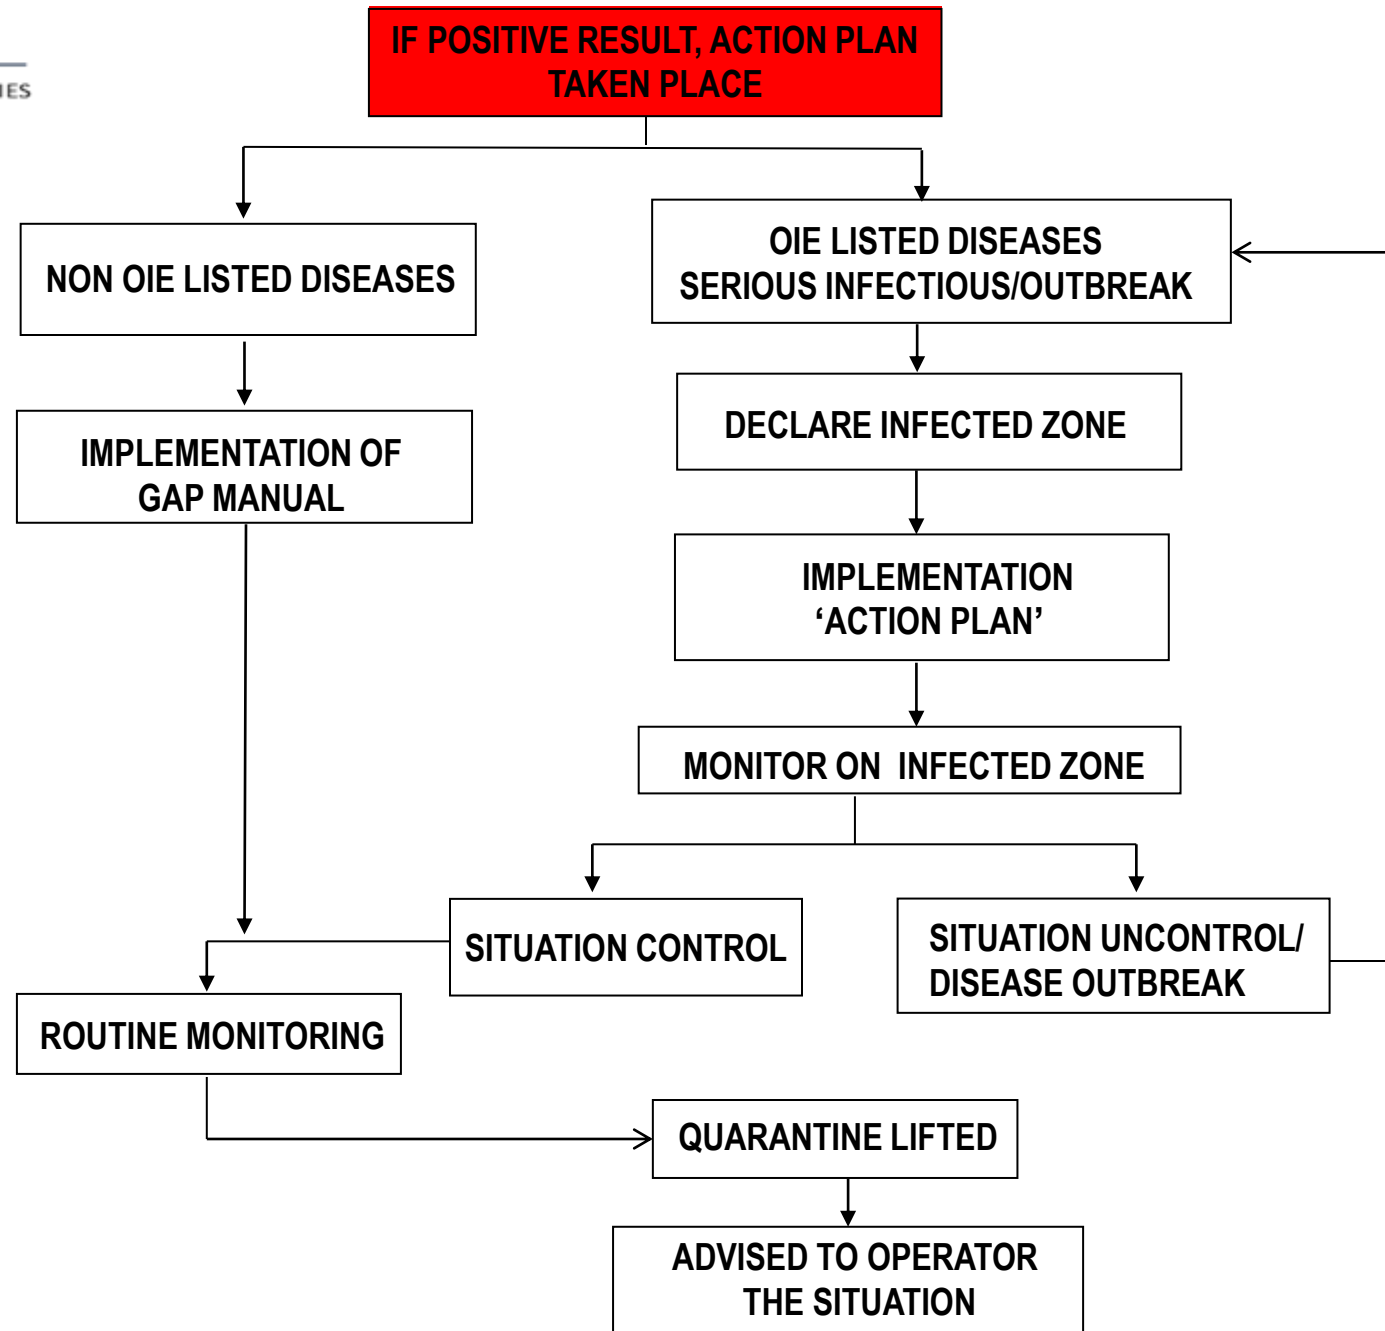 IF POSITIVE RESULT, ACTION PLAN
TAKEN PLACE
NON OIE LISTED DISEASES
OIE LISTED DISEASES
SERIOUS INFECTIOUS/OUTBREAK
IMPLEMENTATION OF
GAP MANUAL
DECLARE INFECTED ZONE
IMPLEMENTATION
‘ACTION PLAN’
MONITOR ON INFECTED ZONE
SITUATION CONTROL
SITUATION UNCONTROL/
DISEASE OUTBREAK
ROUTINE MONITORING
QUARANTINE LIFTED
ADVISED TO OPERATOR
THE SITUATION